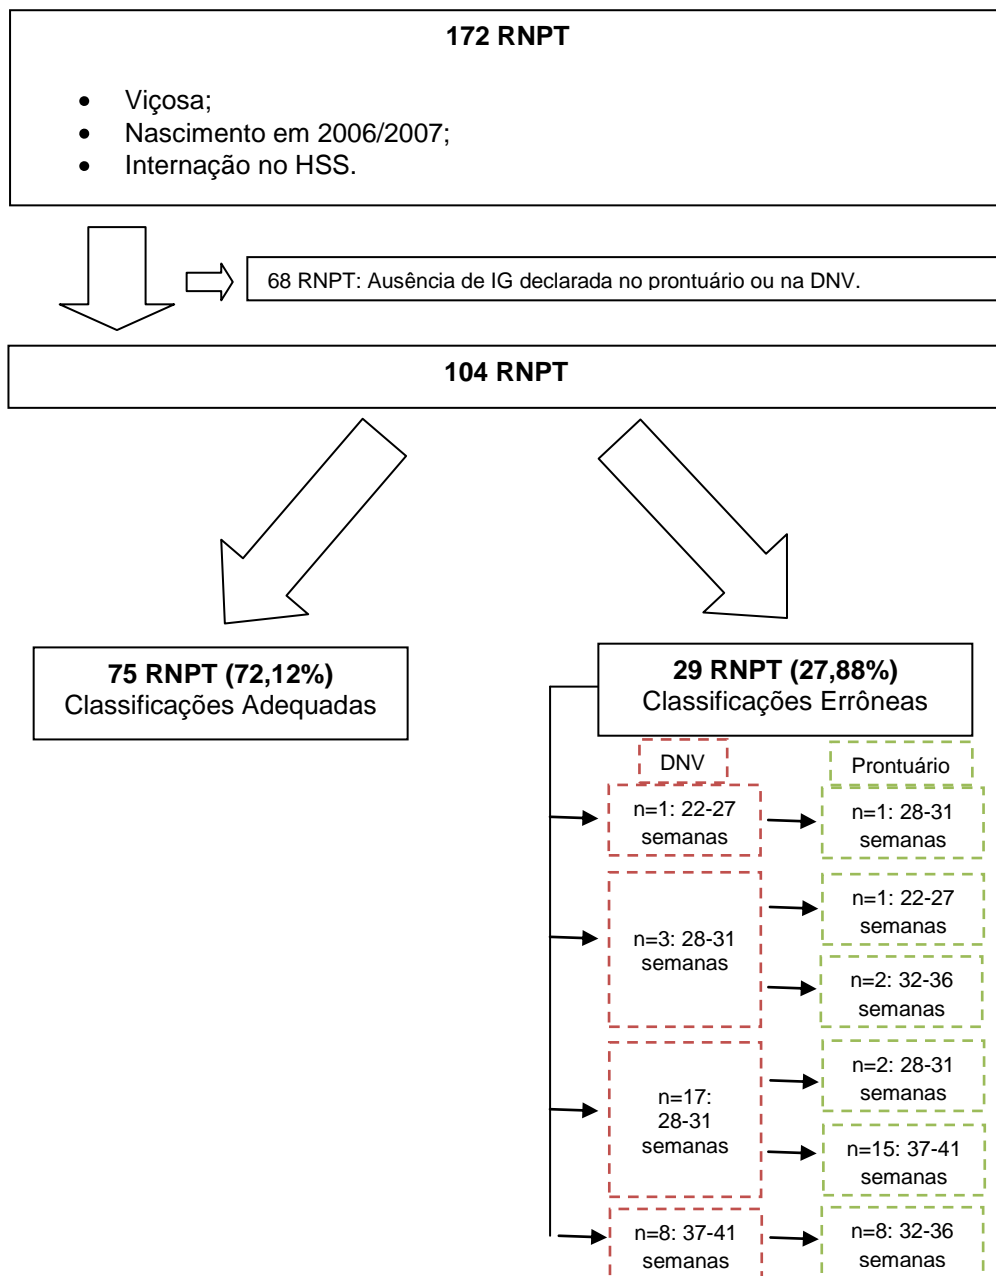 172 RNPT
• Viçosa;
• Nascimento em 2006/2007;
• Internação no HSS.
68 RNPT: Ausência de IG declarada no prontuário ou na DNV.
104 RNPT
75 RNPT (72,12%)
Classificações Adequadas
29 RNPT (27,88%)
Classificações Errôneas
DNV
Prontuário
n=1: 22-27
semanas
n=1: 28-31
semanas
n=3: 28-31
semanas
n=1: 22-27
semanas
n=2: 32-36
semanas
n=17:
28-31
semanas
n=2: 28-31
semanas
n=15: 37-41
semanas
n=8: 37-41
semanas
n=8: 32-36
semanas